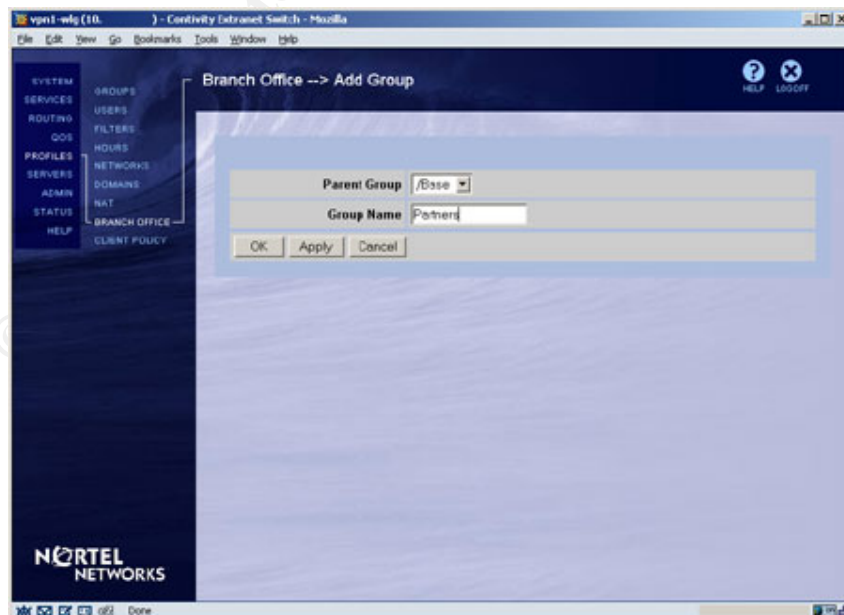 vpn1-wlg (10. ) - Contivity Extranet Switch - Mozilla
File Edit View Go Bookmarks Tools Window Help
Branch Office --> Add Group
HELP LOGOFF
SYSTEM
SERVICES
ROUTING
QOS
PROFILES
SERVERS
ADMIN
STATUS
HELP
GROUPS
USERS
FILTERS
HOURS
NETWORKS
DOMAINS
NAT
BRANCH OFFICE
CLIENT POLICY
Parent Group /Base
Group Name Partners
OK Apply Cancel
NORTEL
NETWORKS
Done